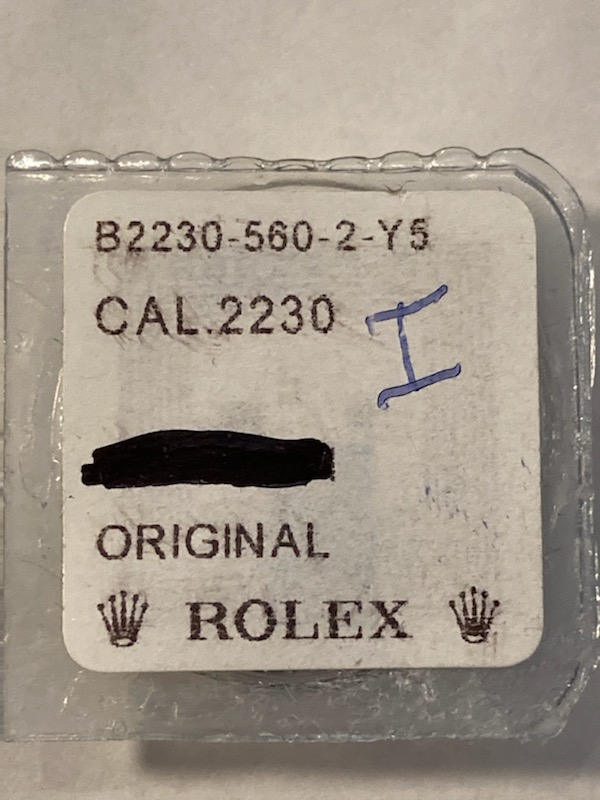 B2230-560-2-Y5
CAL.2230
I
ORIGINAL
ROLEX